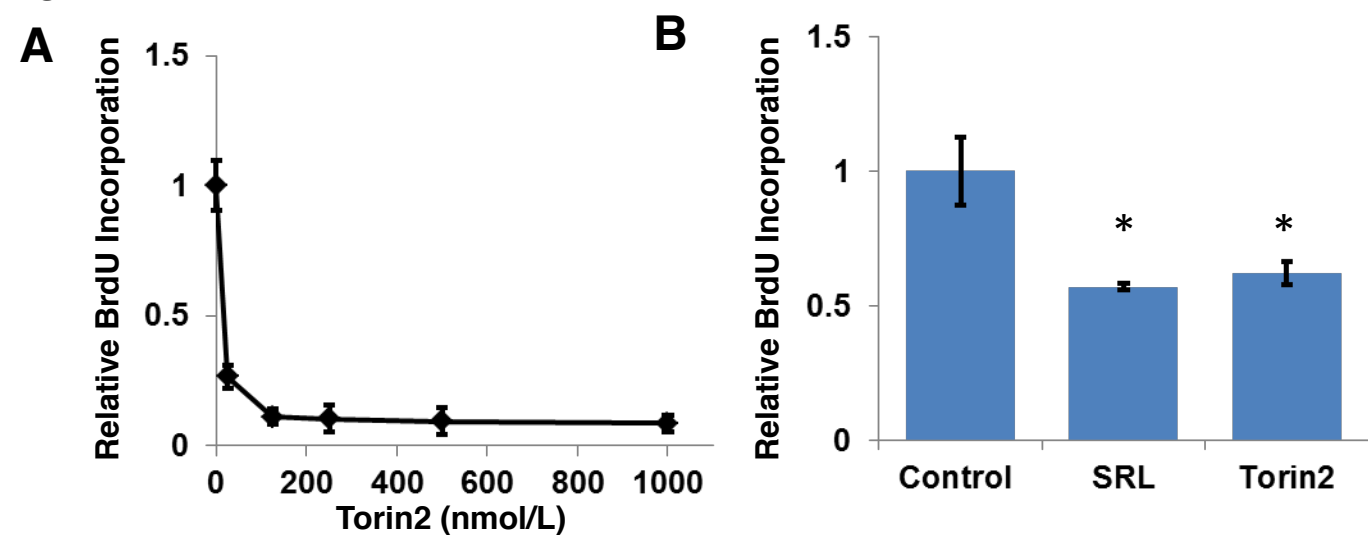 A
Relative BrdU Incorporation
1.5
1
0.5
0
0 200 400 600 800 1000
Torin2 (nmol/L)
B
Relative BrdU Incorporation
1.5
1
0.5
0
* *
Control SRL Torin2